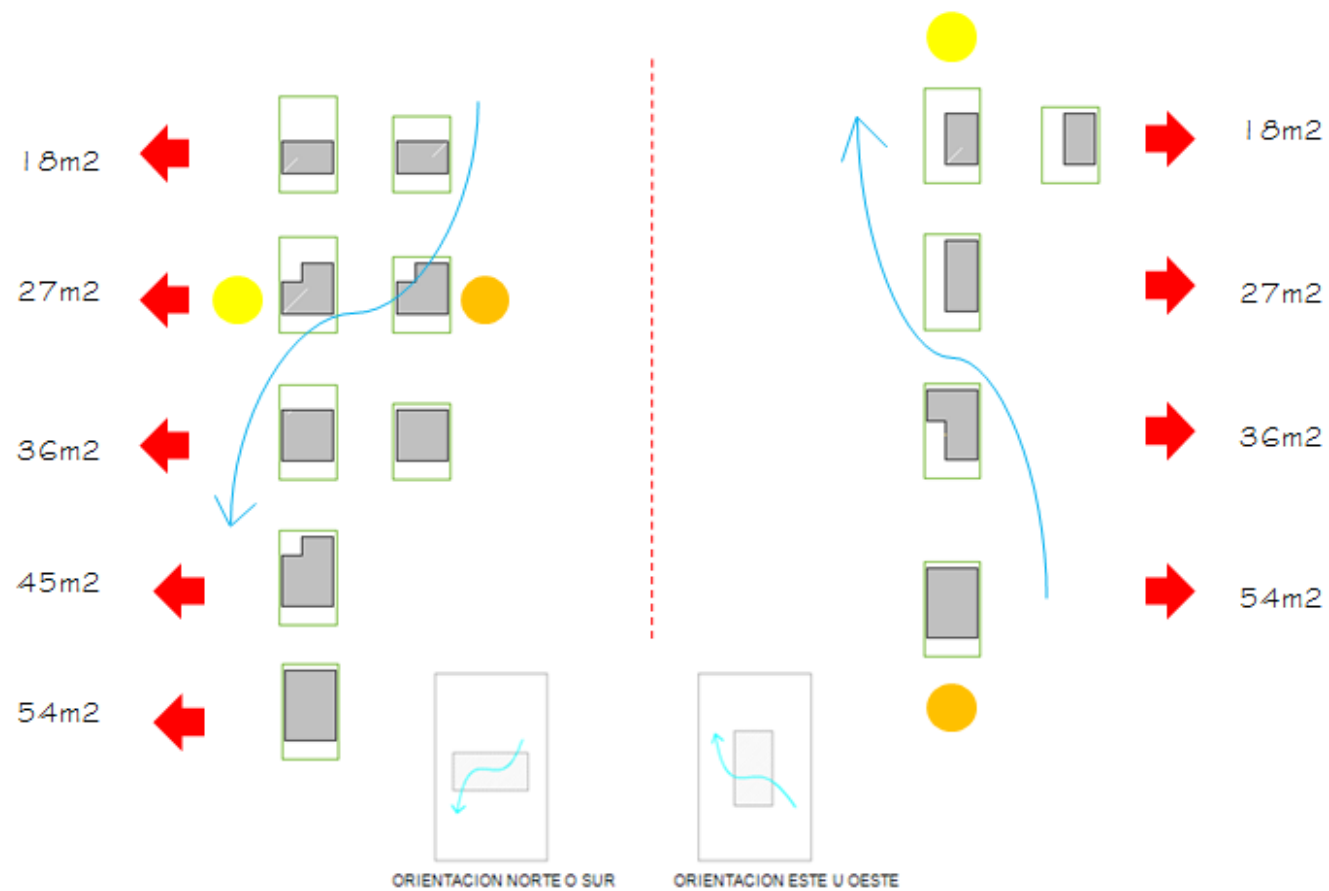 18m2
27m2
36m2
45m2
54m2
18m2
27m2
36m2
54m2
ORIENTACION NORTE O SUR
ORIENTACION ESTE U OESTE